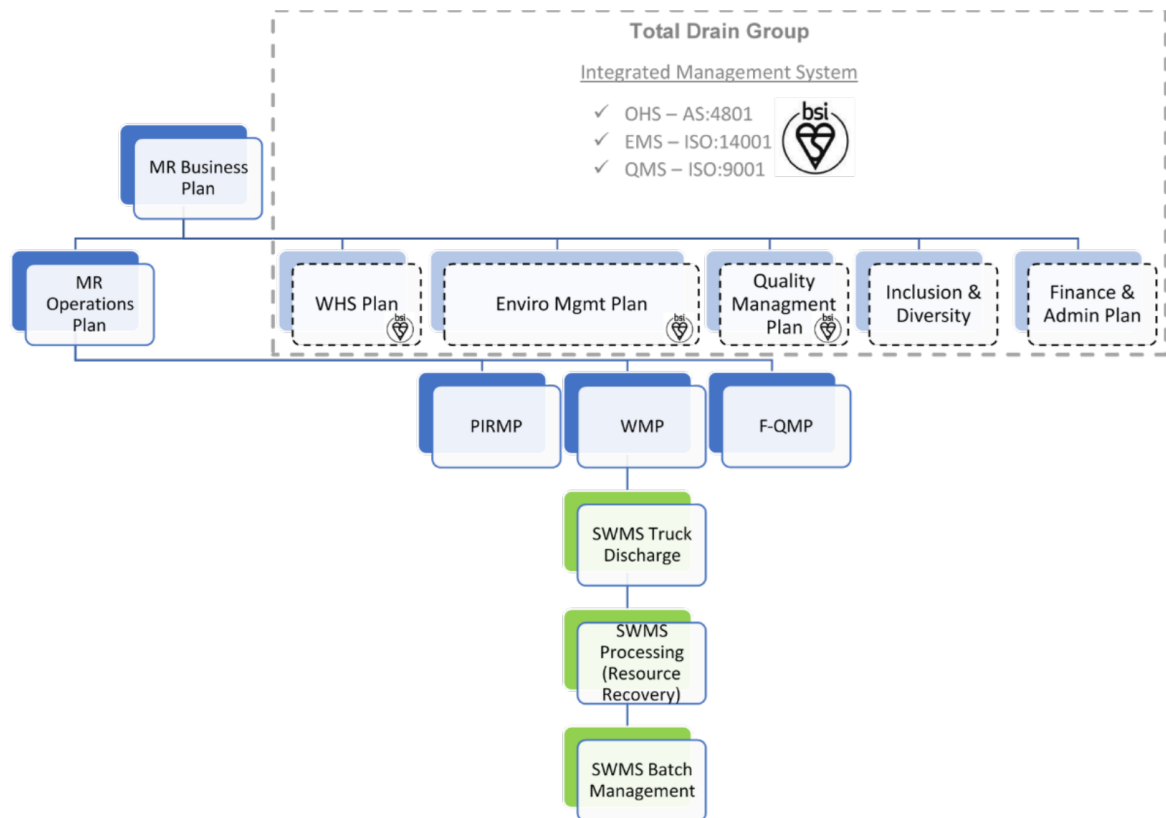 Total Drain Group
Integrated Management System
✓ OHS – AS:4801
✓ EMS – ISO:14001
✓ QMS – ISO:9001
bsi
MR Business
Plan
MR
Operations
Plan
WHS Plan
bsi
Enviro Mgmt Plan
bsi
Quality
Managment
Plan
bsi
Inclusion &
Diversity
Finance &
Admin Plan
PIRMP
WMP
F-QMP
SWMS Truck
Discharge
SWMS
Processing
(Resource
Recovery)
SWMS Batch
Management